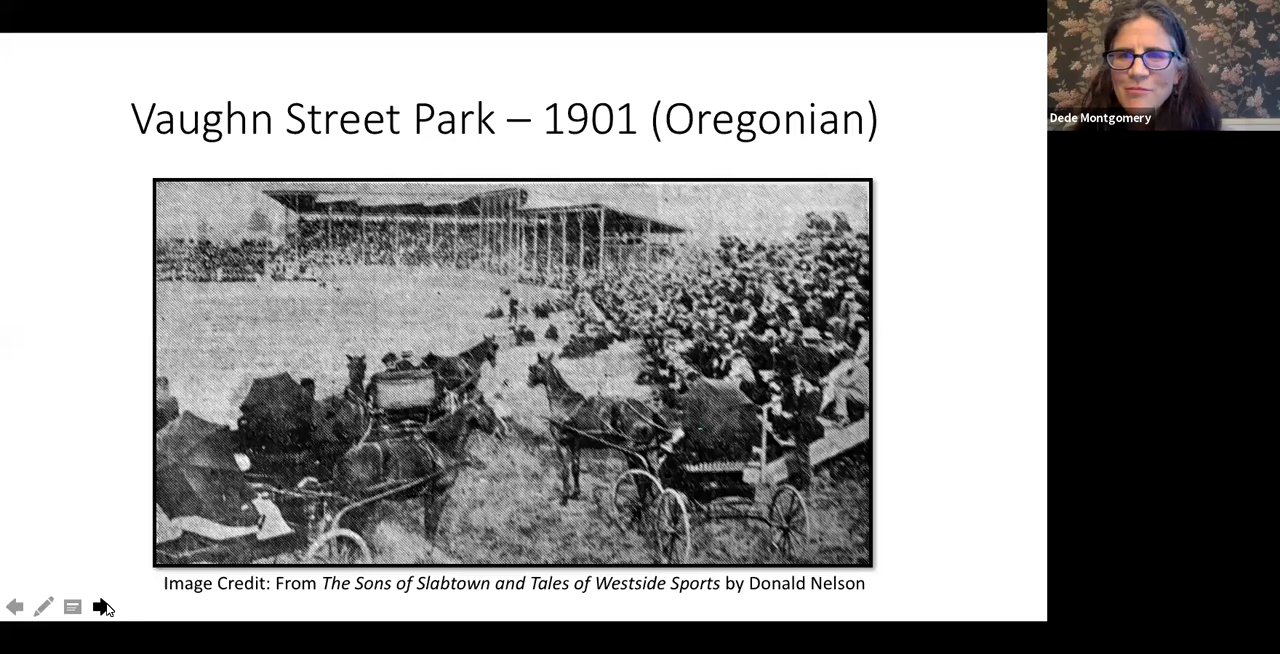 Vaughn Street Park – 1901 (Oregonian)
Dede Montgomery
Image Credit: From The Sons of Slabtown and Tales of Westside Sports by Donald Nelson